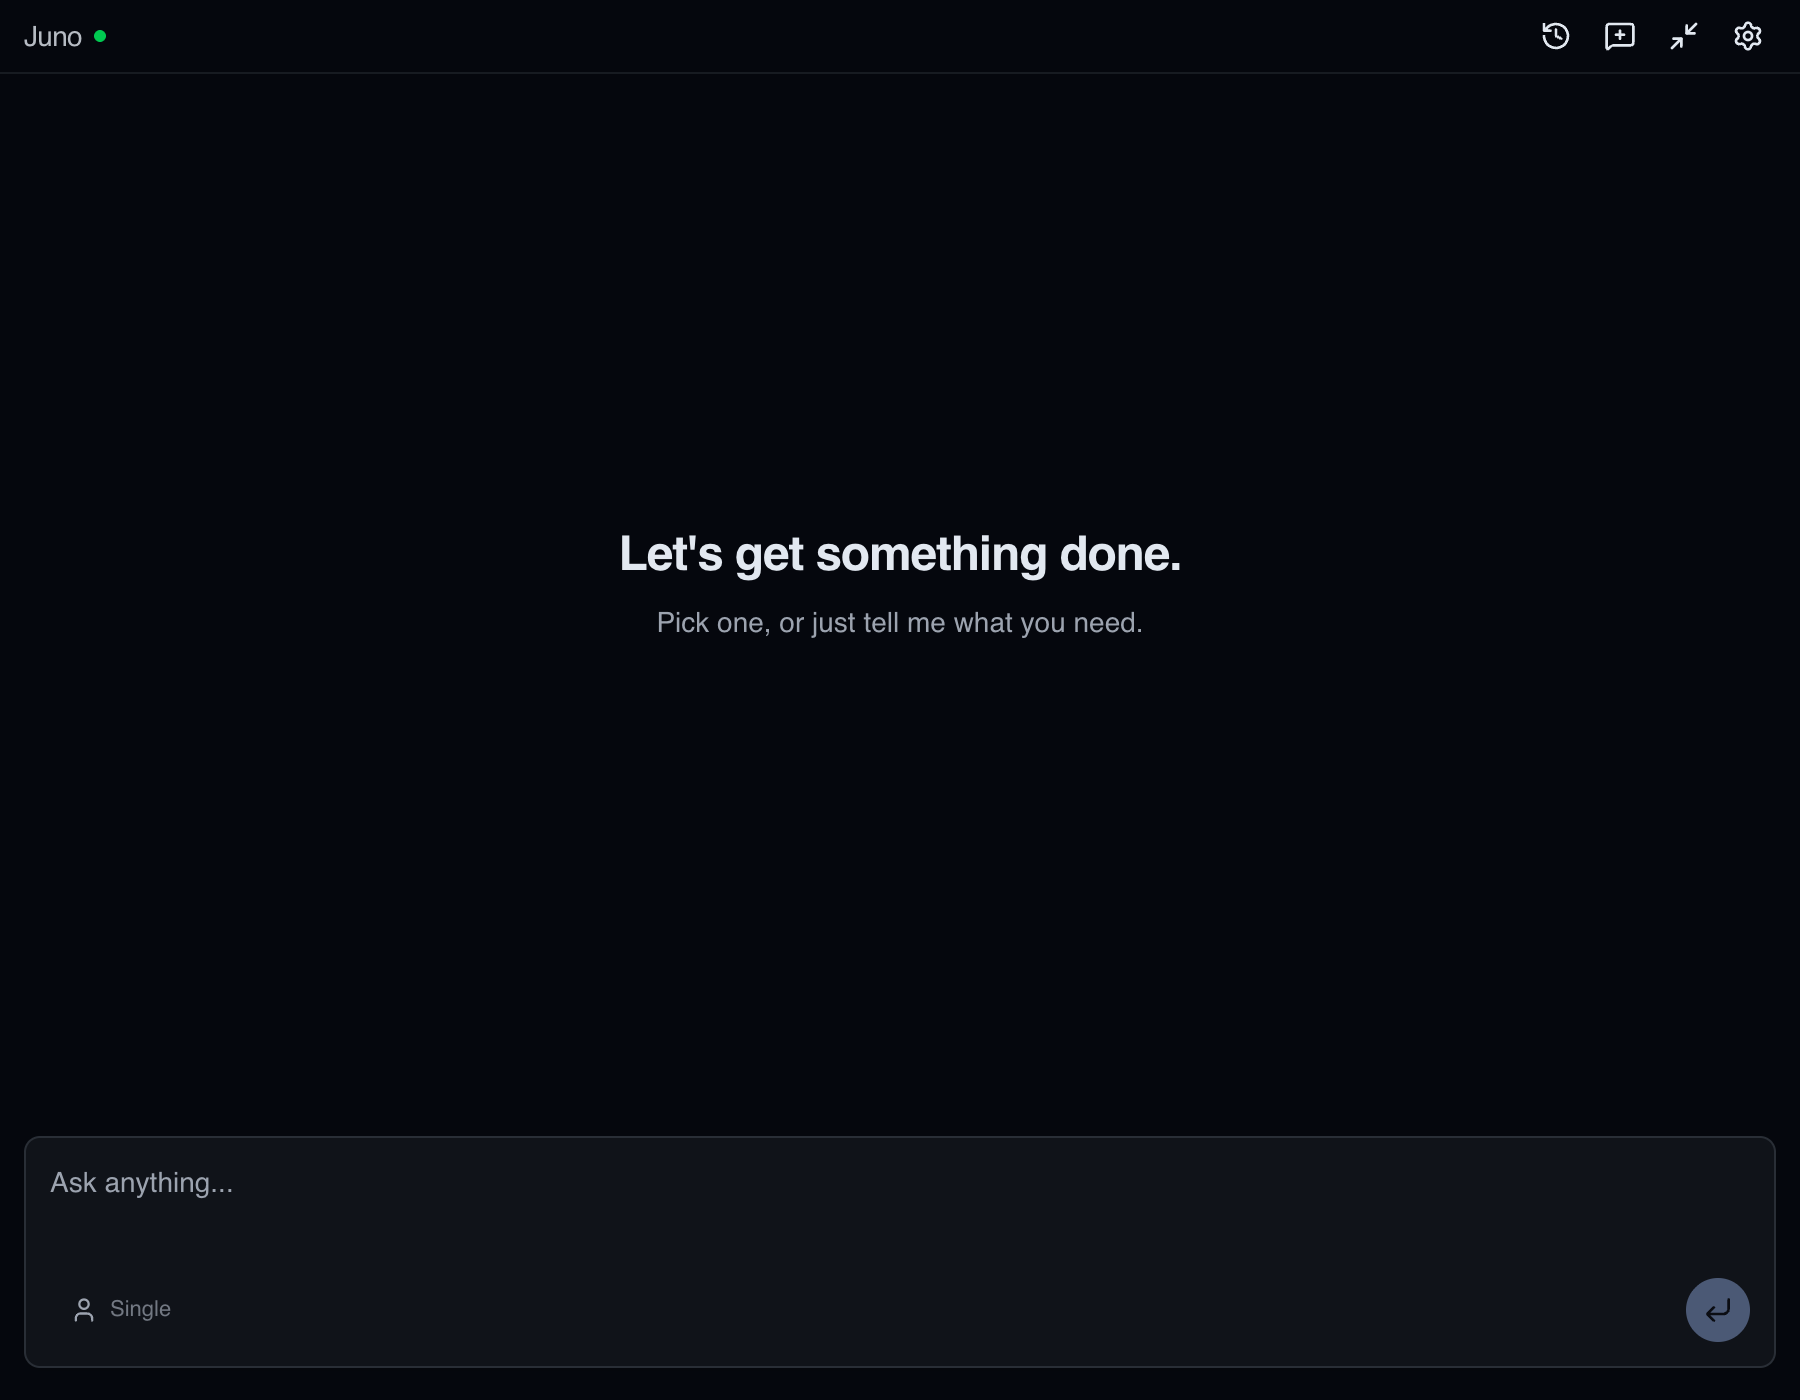 Juno
Let's get something done.
Pick one, or just tell me what you need.
Ask anything...
Single